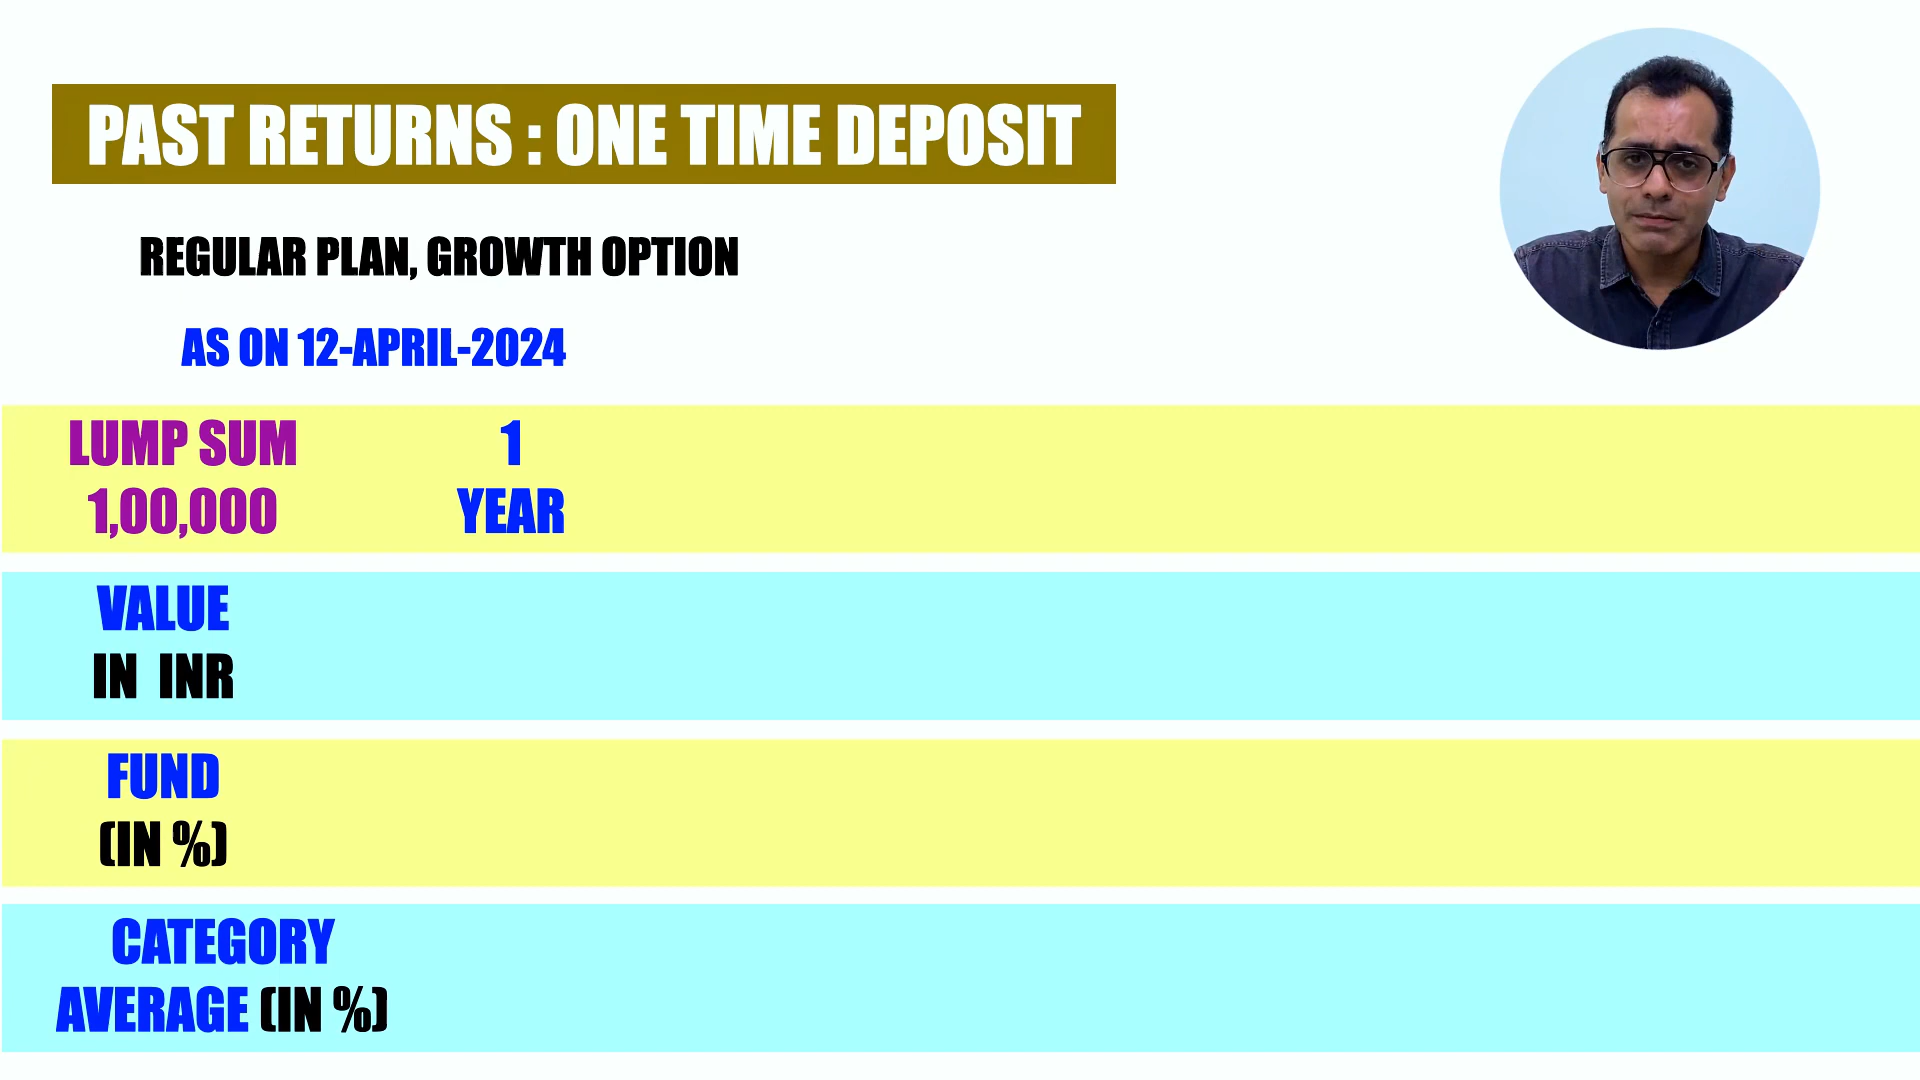 PAST RETURNS : ONE TIME DEPOSIT
REGULAR PLAN, GROWTH OPTION
AS ON 12-APRIL-2024
LUMP SUM 1
1,00,000 YEAR
VALUE
IN INR
FUND
(IN %)
CATEGORY
AVERAGE (IN %)